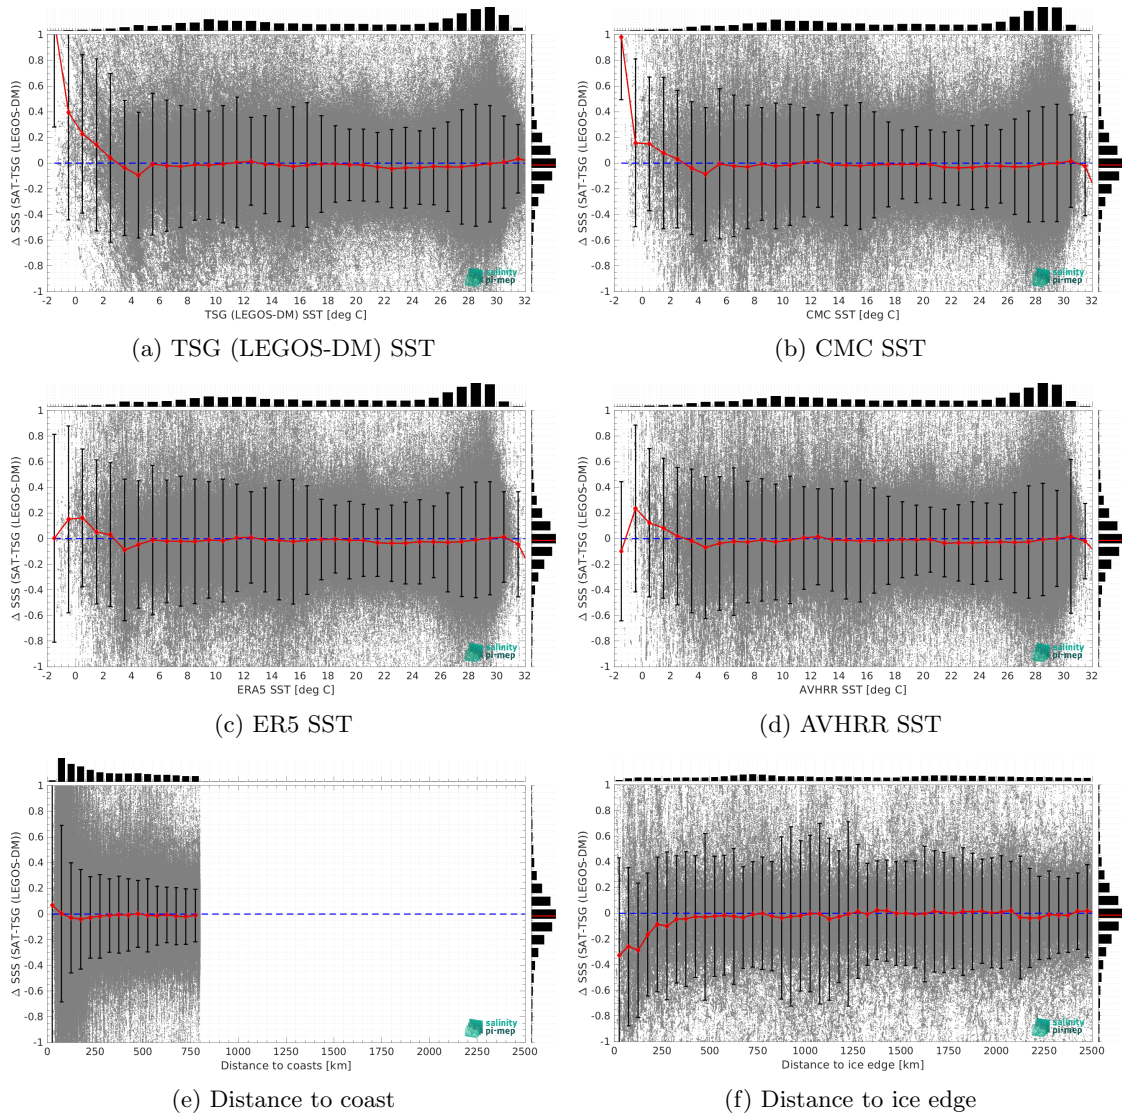 1
0.8
0.6
0.4
0.2
0
-0.2
-0.4
-0.6
-0.8
-1
Δ SSS (SAT-TSG (LEGOS-DM))
salinity
pi-mep
-2 0 2 4 6 8 10 12 14 16 18 20 22 24 26 28 30 32
TSG (LEGOS-DM) SST [deg C]
(a) TSG (LEGOS-DM) SST
1
0.8
0.6
0.4
0.2
0
-0.2
-0.4
-0.6
-0.8
-1
Δ SSS (SAT-TSG (LEGOS-DM))
salinity
pi-mep
-2 0 2 4 6 8 10 12 14 16 18 20 22 24 26 28 30 32
CMC SST [deg C]
(b) CMC SST
1
0.8
0.6
0.4
0.2
0
-0.2
-0.4
-0.6
-0.8
-1
Δ SSS (SAT-TSG (LEGOS-DM))
salinity
pi-mep
-2 0 2 4 6 8 10 12 14 16 18 20 22 24 26 28 30 32
ERA5 SST [deg C]
(c) ER5 SST
1
0.8
0.6
0.4
0.2
0
-0.2
-0.4
-0.6
-0.8
-1
Δ SSS (SAT-TSG (LEGOS-DM))
salinity
pi-mep
-2 0 2 4 6 8 10 12 14 16 18 20 22 24 26 28 30 32
AVHRR SST [deg C]
(d) AVHRR SST
1
0.8
0.6
0.4
0.2
0
-0.2
-0.4
-0.6
-0.8
-1
Δ SSS (SAT-TSG (LEGOS-DM))
salinity
pi-mep
0 250 500 750 1000 1250 1500 1750 2000 2250 2500
Distance to coasts [km]
(e) Distance to coast
1
0.8
0.6
0.4
0.2
0
-0.2
-0.4
-0.6
-0.8
-1
Δ SSS (SAT-TSG (LEGOS-DM))
salinity
pi-mep
0 250 500 750 1000 1250 1500 1750 2000 2250 2500
Distance to ice edge [km]
(f) Distance to ice edge